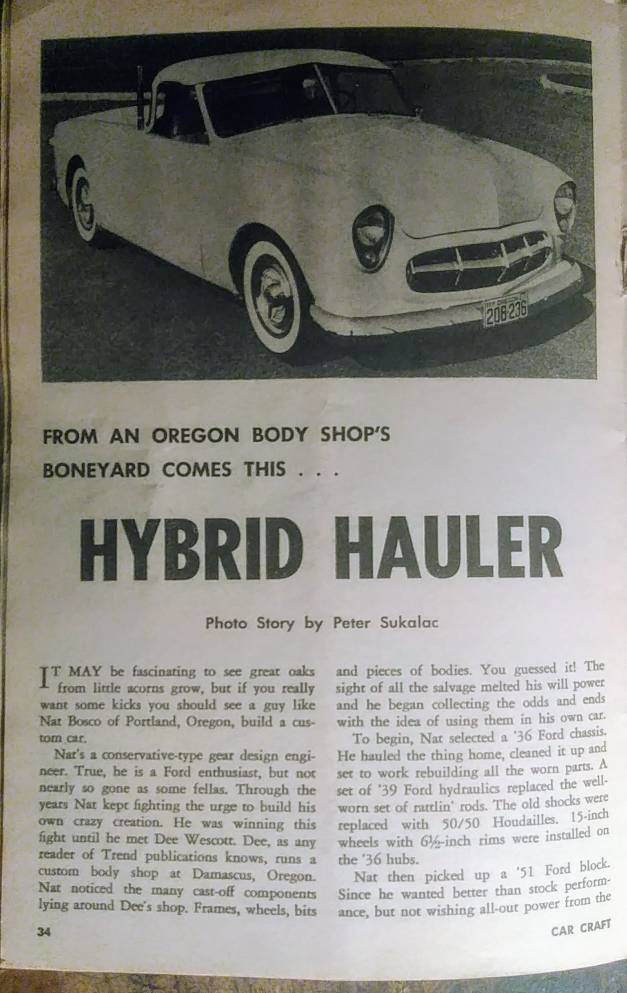 OREGON
208-236
FROM AN OREGON BODY SHOP'S
BONEYARD COMES THIS . . .
HYBRID HAULER
Photo Story by Peter Sukalac
IT MAY be fascinating to see great oaks
from little acorns grow, but if you really
want some kicks you should see a guy like
Nat Bosco of Portland, Oregon, build a cus-
tom car.
Nat's a conservative-type gear design engi-
neer. True, he is a Ford enthusiast, but not
nearly so gone as some fellas. Through the
years Nat kept fighting the urge to build his
own crazy creation. He was winning this
fight until he met Dee Wescott. Dee, as any
reader of Trend publications knows, runs a
custom body shop at Damascus, Oregon.
Nat noticed the many cast-off components
lying around Dee's shop. Frames, wheels, bits
and pieces of bodies. You guessed it! The
sight of all the salvage melted his will power
and he began collecting the odds and ends
with the idea of using them in his own car.
To begin, Nat selected a '36 Ford chassis.
He hauled the thing home, cleaned it up and
set to work rebuilding all the worn parts. A
set of '39 Ford hydraulics replaced the well-
worn set of rattlin' rods. The old shocks were
replaced with 50/50 Houdailles. 15-inch
wheels with 6½-inch rims were installed on
the '36 hubs.
Nat then picked up a '51 Ford block.
Since he wanted better than stock perform-
ance, but not wishing all-out power from the
34
CAR CRAFT